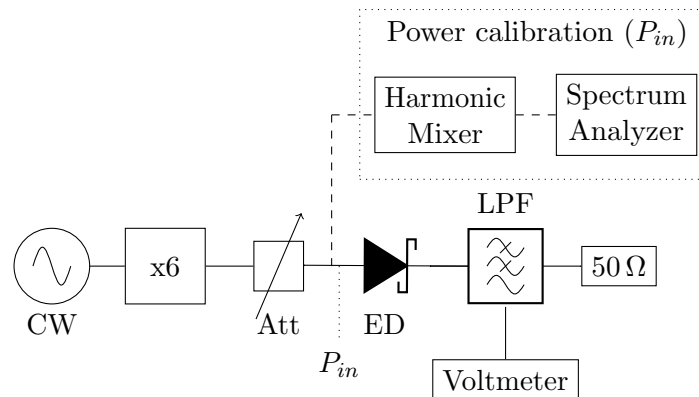 Power calibration (P_in)
Harmonic
Mixer
Spectrum
Analyzer
LPF
x6
50 Ω
CW
Att
ED
P_in
Voltmeter